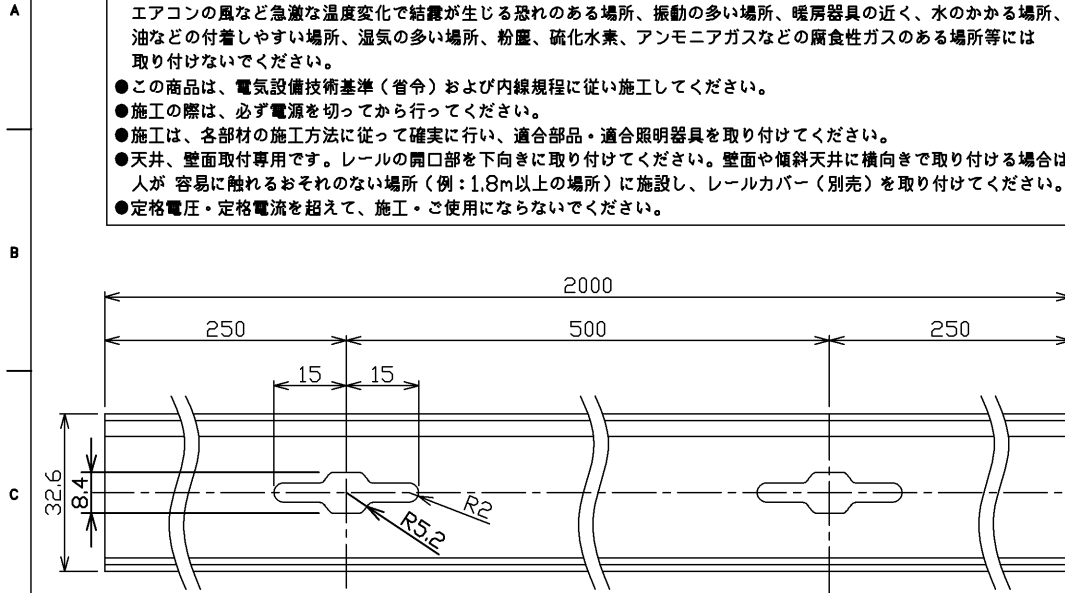 A
エアコンの風など急激な温度変化で結露が生じる恐れのある場所、振動の多い場所、暖房器具の近く、水のかかる場所、
油などの付着しやすい場所、湿気の多い場所、粉塵、硫化水素、アンモニアガスなどの腐食性ガスのある場所等には
取り付けないでください。
●この商品は、電気設備技術基準（省令）および内線規程に従い施工してください。
●施工の際は、必ず電源を切ってから行ってください。
●施工は、各部材の施工方法に従って確実に行い、適合部品・適合照明器具を取り付けてください。
●天井、壁面取付専用です。レールの開口部を下向きに取り付けてください。壁面や傾斜天井に横向きで取り付ける場合は
人が 容易に触れるおそれのない場所（例：1.8m以上の場所）に施設し、レールカバー（別売）を取り付けてください。
●定格電圧・定格電流を超えて、施工・ご使用にならないでください。
B
2000
250 500 250
15 15
C
32.6
8.4
R2
R5.2